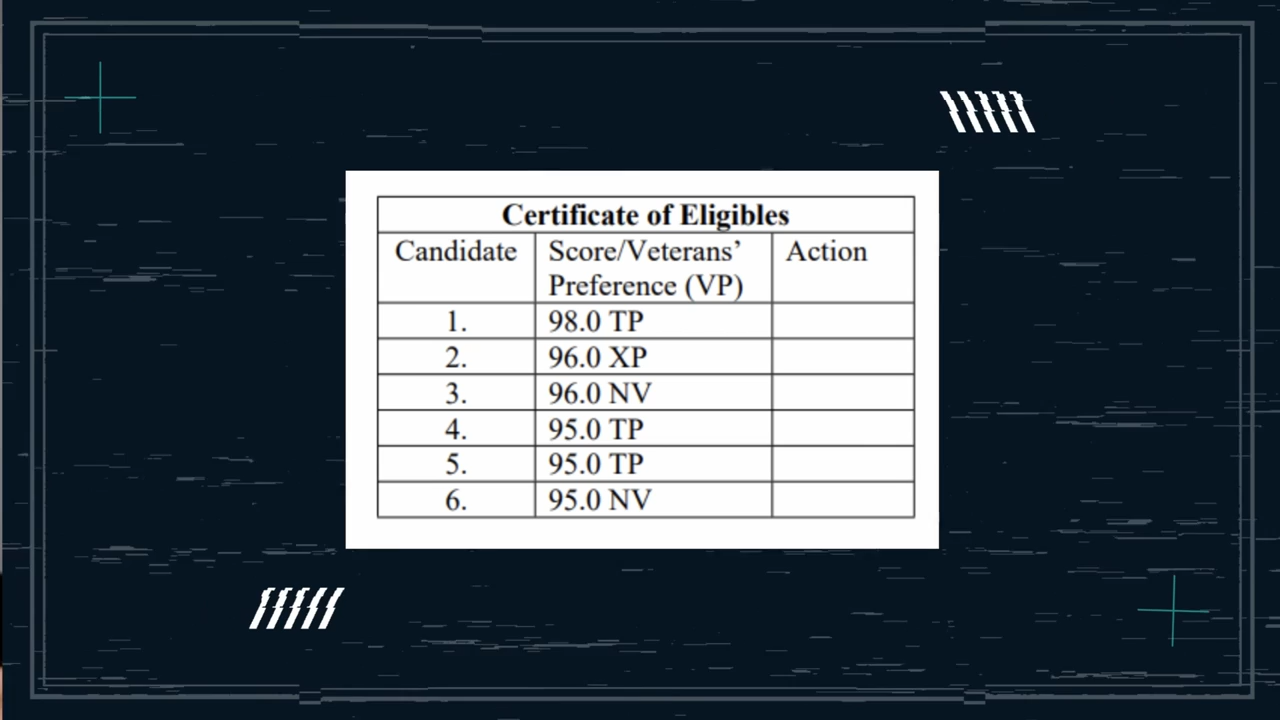 Certificate of Eligibles
Candidate Score/Veterans’ Action
Preference (VP)
1. 98.0 TP
2. 96.0 XP
3. 96.0 NV
4. 95.0 TP
5. 95.0 TP
6. 95.0 NV